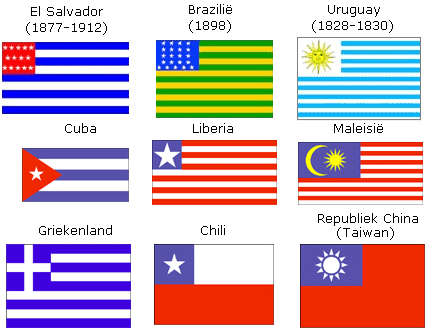 El Salvador
(1877-1912)
Brazilië
(1898)
Uruguay
(1828-1830)
Cuba
Liberia
Maleisië
Griekenland
Chili
Republiek China
(Taiwan)